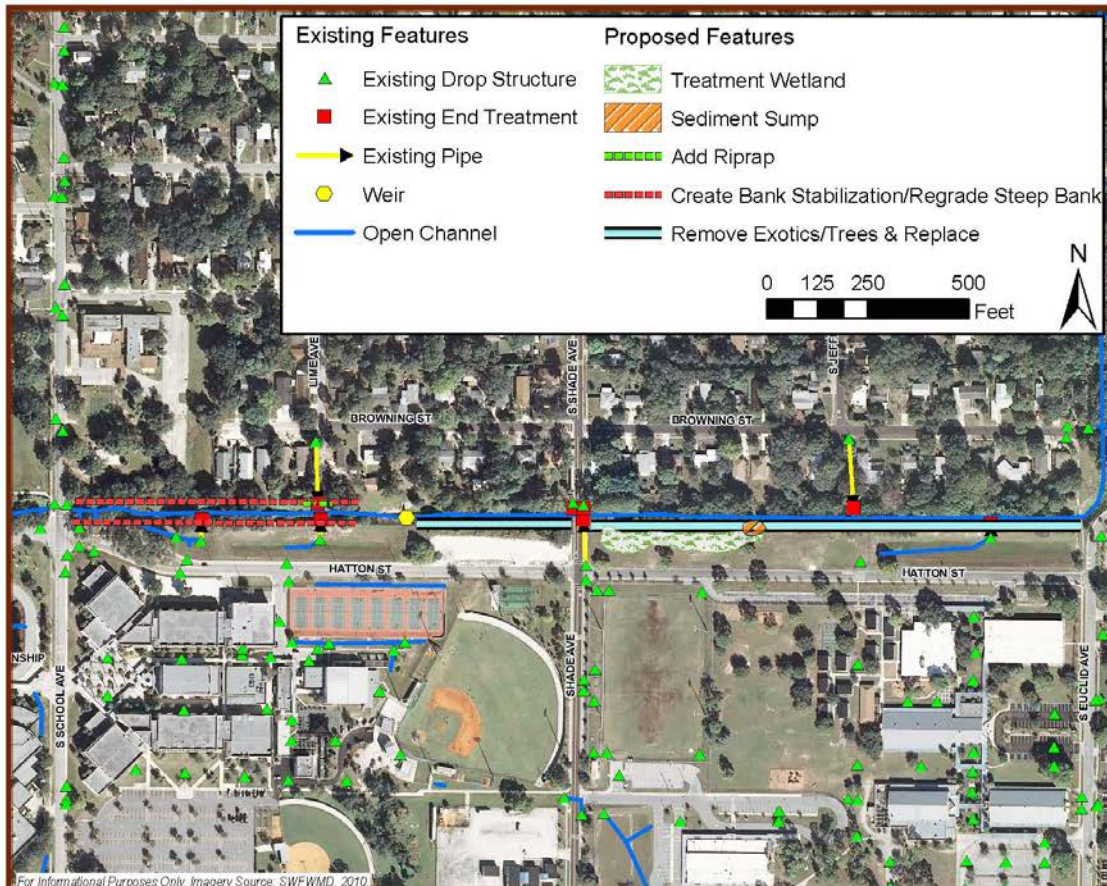 Existing Features
Existing Drop Structure
Existing End Treatment
Existing Pipe
Weir
Open Channel
Proposed Features
Treatment Wetland
Sediment Sump
Add Riprap
Create Bank Stabilization/Regrade Steep Bank
Remove Exotics/Trees & Replace
N
0 125 250 500
Feet
LIME AVE
S SHADE AVE
S JEFF
BROWNING ST
BROWNING ST
HATTON ST
HATTON ST
NSHIP
S SCHOOL AVE
SHADE AVE
S EUCLID AVE
For Informational Purposes Only. Imagery Source: SWFWMD, 2010